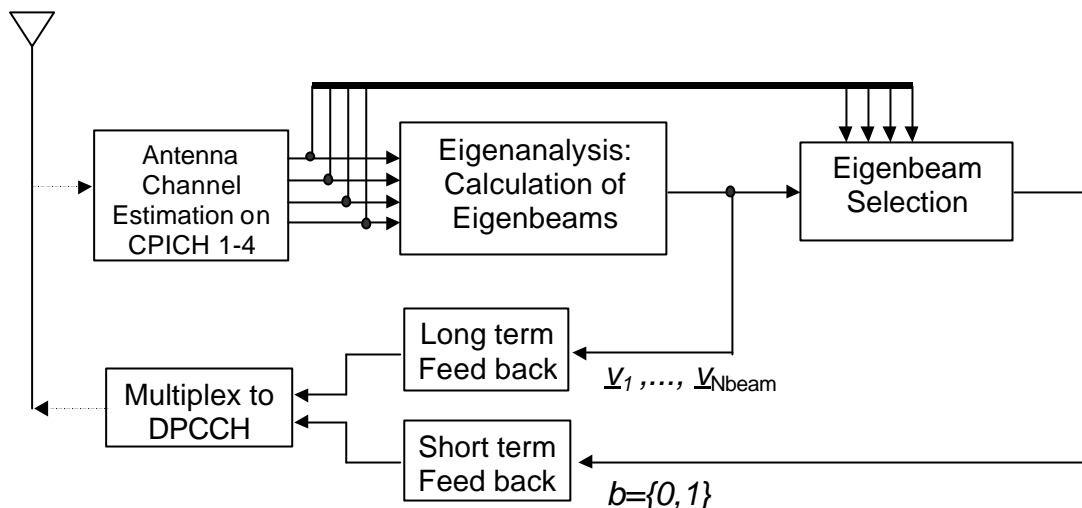 Antenna
Channel
Estimation on
CPICH 1-4
Eigenanalysis:
Calculation of
Eigenbeams
Eigenbeam
Selection
Long term
Feed back
v1 ,..., vNbeam
Multiplex to
DPCCH
Short term
Feed back
b={0,1}